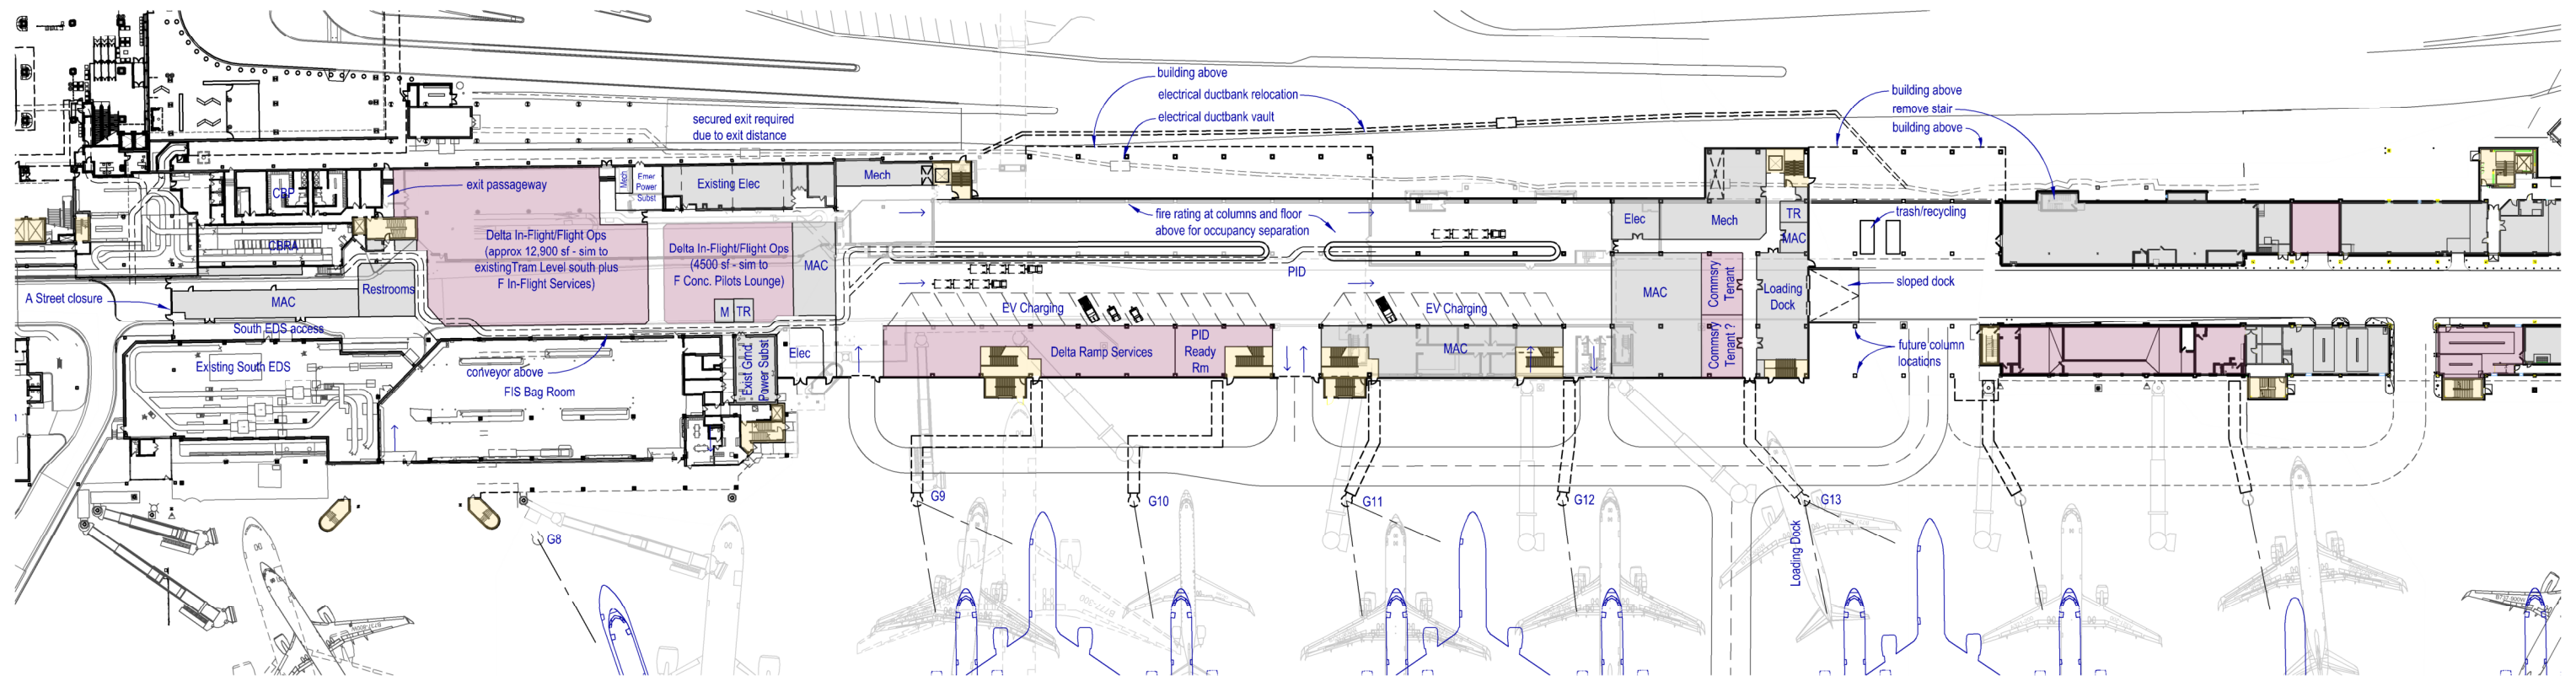 building above
electrical ductbank relocation
electrical ductbank vault
secured exit required
due to exit distance
building above
remove stair
building above
CBP
exit passageway
Mech
Emer
Power
Subst
Existing Elec
Mech
fire rating at columns and floor
above for occupancy separation
Elec
Mech
TR
MAC
trash/recycling
CBRA
Delta In-Flight/Flight Ops
(approx 12,900 sf - sim to
existingTram Level south plus
F In-Flight Services)
Delta In-Flight/Flight Ops
(4500 sf - sim to
F Conc. Pilots Lounge)
M
TR
MAC
PID
A Street closure
MAC
Restrooms
South EDS access
EV Charging
EV Charging
MAC
Commsry
Tenant
Loading
Dock
sloped dock
Existing South EDS
conveyor above
FIS Bag Room
Exist Grnd
Power Subst
Elec
Delta Ramp Services
PID
Ready
Rm
MAC
Commsry
Tenant ?
future column
locations
G8
G9
G10
G11
G12
G13
Loading Dock
B777-300